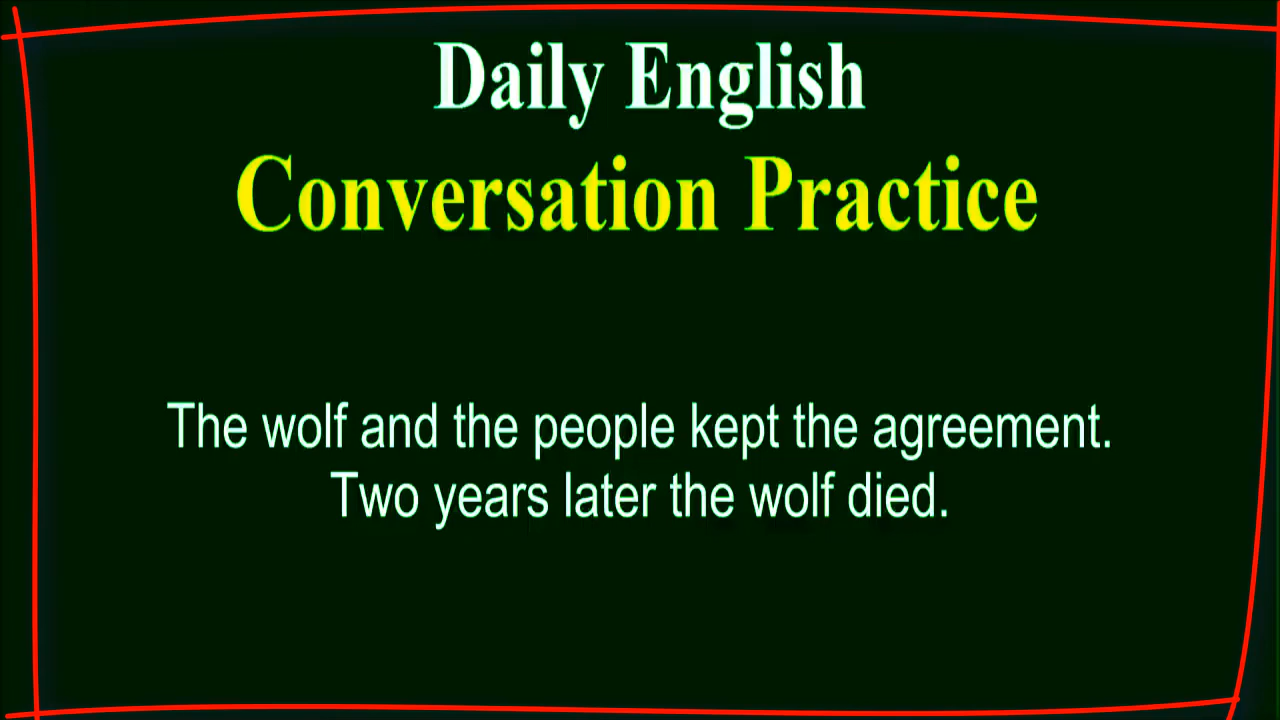 Daily English
Conversation Practice
The wolf and the people kept the agreement.
Two years later the wolf died.